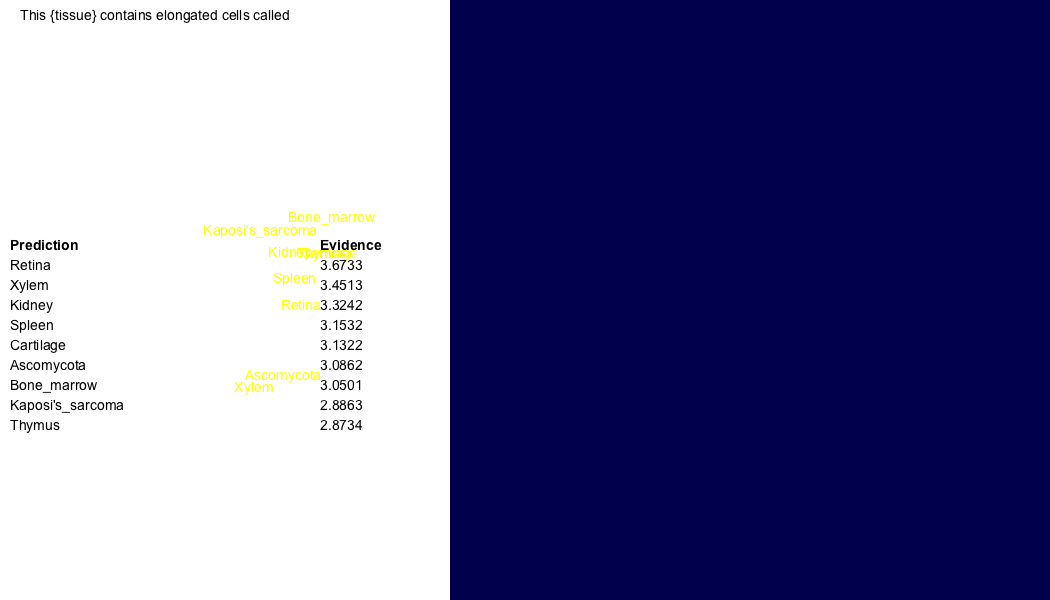 This {tissue} contains elongated cells called
Bone_marrow
Kaposi's_sarcoma
Prediction Evidence
Kidney Thymus
Retina 3.6733
Spleen
Xylem 3.4513
Kidney Retina 3.3242
Spleen 3.1532
Cartilage 3.1322
Ascomycota 3.0862
Ascomycota
Bone_marrow 3.0501
Xylem
Kaposi's_sarcoma 2.8863
Thymus 2.8734